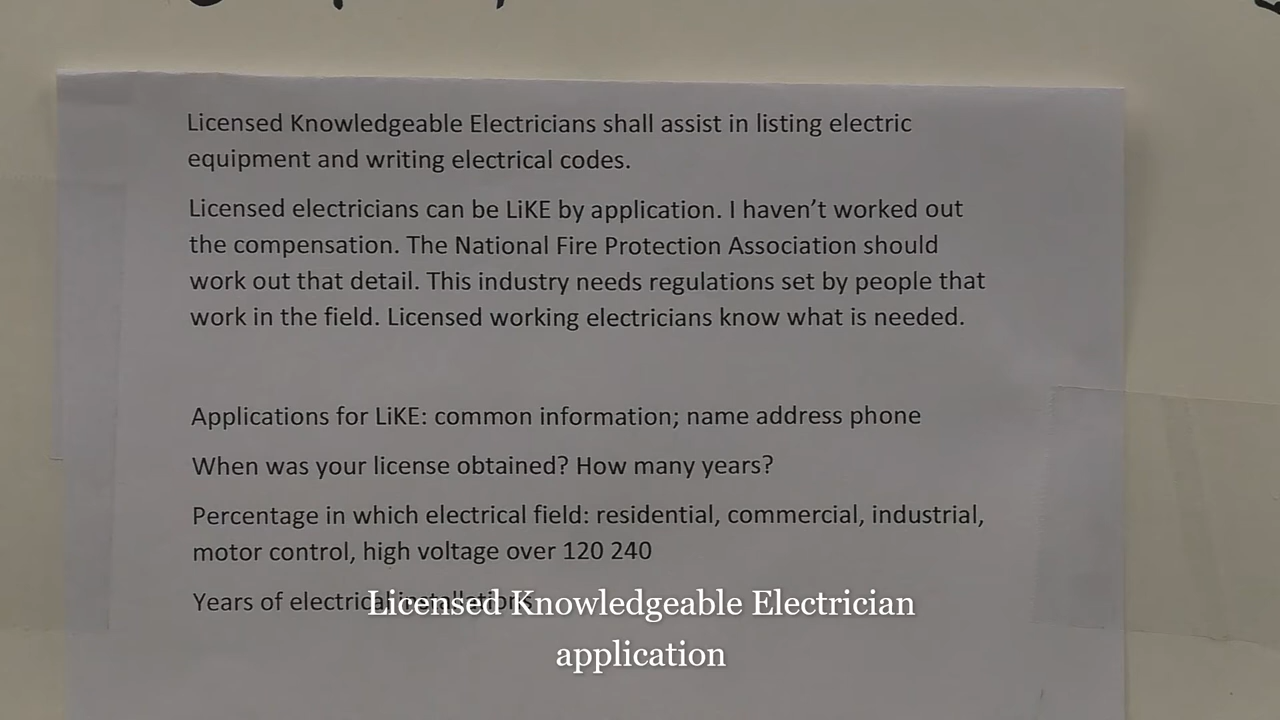 Licensed Knowledgeable Electricians shall assist in listing electric
equipment and writing electrical codes.
Licensed electricians can be LiKE by application. I haven't worked out
the compensation. The National Fire Protection Association should
work out that detail. This industry needs regulations set by people that
work in the field. Licensed working electricians know what is needed.
Applications for LiKE: common information; name address phone
When was your license obtained? How many years?
Percentage in which electrical field: residential, commercial, industrial,
motor control, high voltage over 120 240
Years of electrical installations
Licensed Knowledgeable Electrician
application